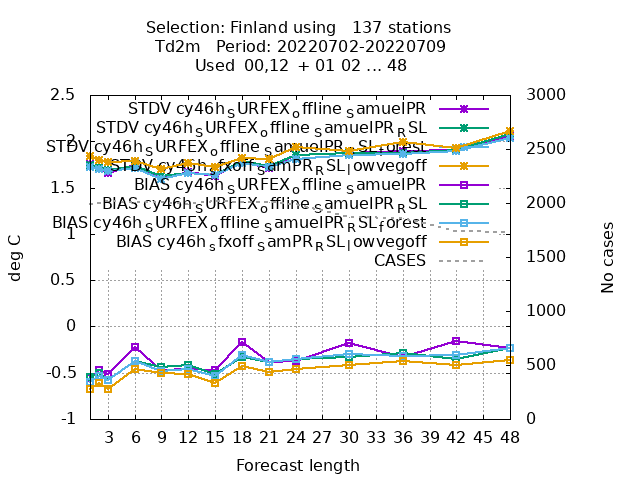 Selection: Finland using 137 stations
Td2m Period: 20220702-20220709
Used 00,12 + 01 02 ... 48
2.5
2
1.5
1
0.5
0
-0.5
-1
deg C
3000
2500
2000
1500
1000
500
0
No cases
STDV cy46h_SURFEX_offline_samuelPR
STDV cy46h_SURFEX_offline_samuelPR_RSL
STDV cy46h_SURFEX_offline_samuelPR_RSL_forest
STDV cy46h_sfxoff_samPR_RSL_lowvegoff
BIAS cy46h_SURFEX_offline_samuelPR
BIAS cy46h_SURFEX_offline_samuelPR_RSL
BIAS cy46h_SURFEX_offline_samuelPR_RSL_forest
BIAS cy46h_sfxoff_samPR_RSL_lowvegoff
CASES
3 6 9 12 15 18 21 24 27 30 33 36 39 42 45 48
Forecast length